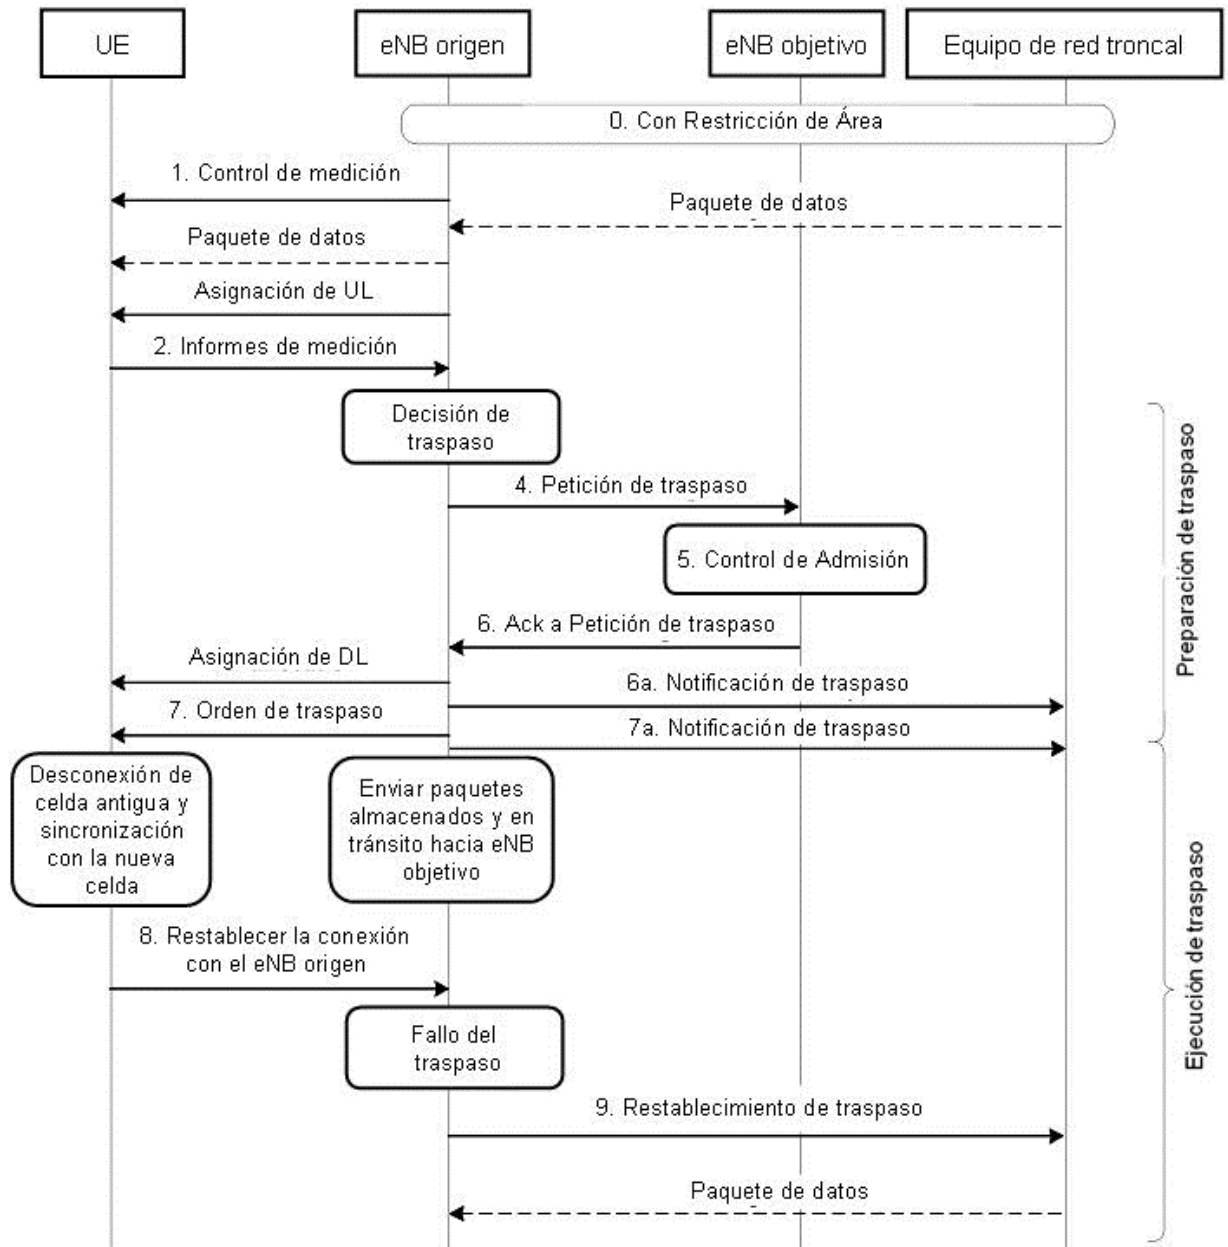 UE
eNB origen
eNB objetivo
Equipo de red troncal
0. Con Restricción de Área
1. Control de medición
Paquete de datos
Paquete de datos
Asignación de UL
2. Informes de medición
Decisión de
traspaso
4. Petición de traspaso
5. Control de Admisión
6. Ack a Petición de traspaso
Asignación de DL
6a. Notificación de traspaso
7. Orden de traspaso
7a. Notificación de traspaso
Preparación de traspaso
Desconexión de
celda antigua y
sincronización
con la nueva
celda
Enviar paquetes
almacenados y en
tránsito hacia eNB
objetivo
8. Restablecer la conexión
con el eNB origen
Fallo del
traspaso
9. Restablecimiento de traspaso
Paquete de datos
Ejecución de traspaso